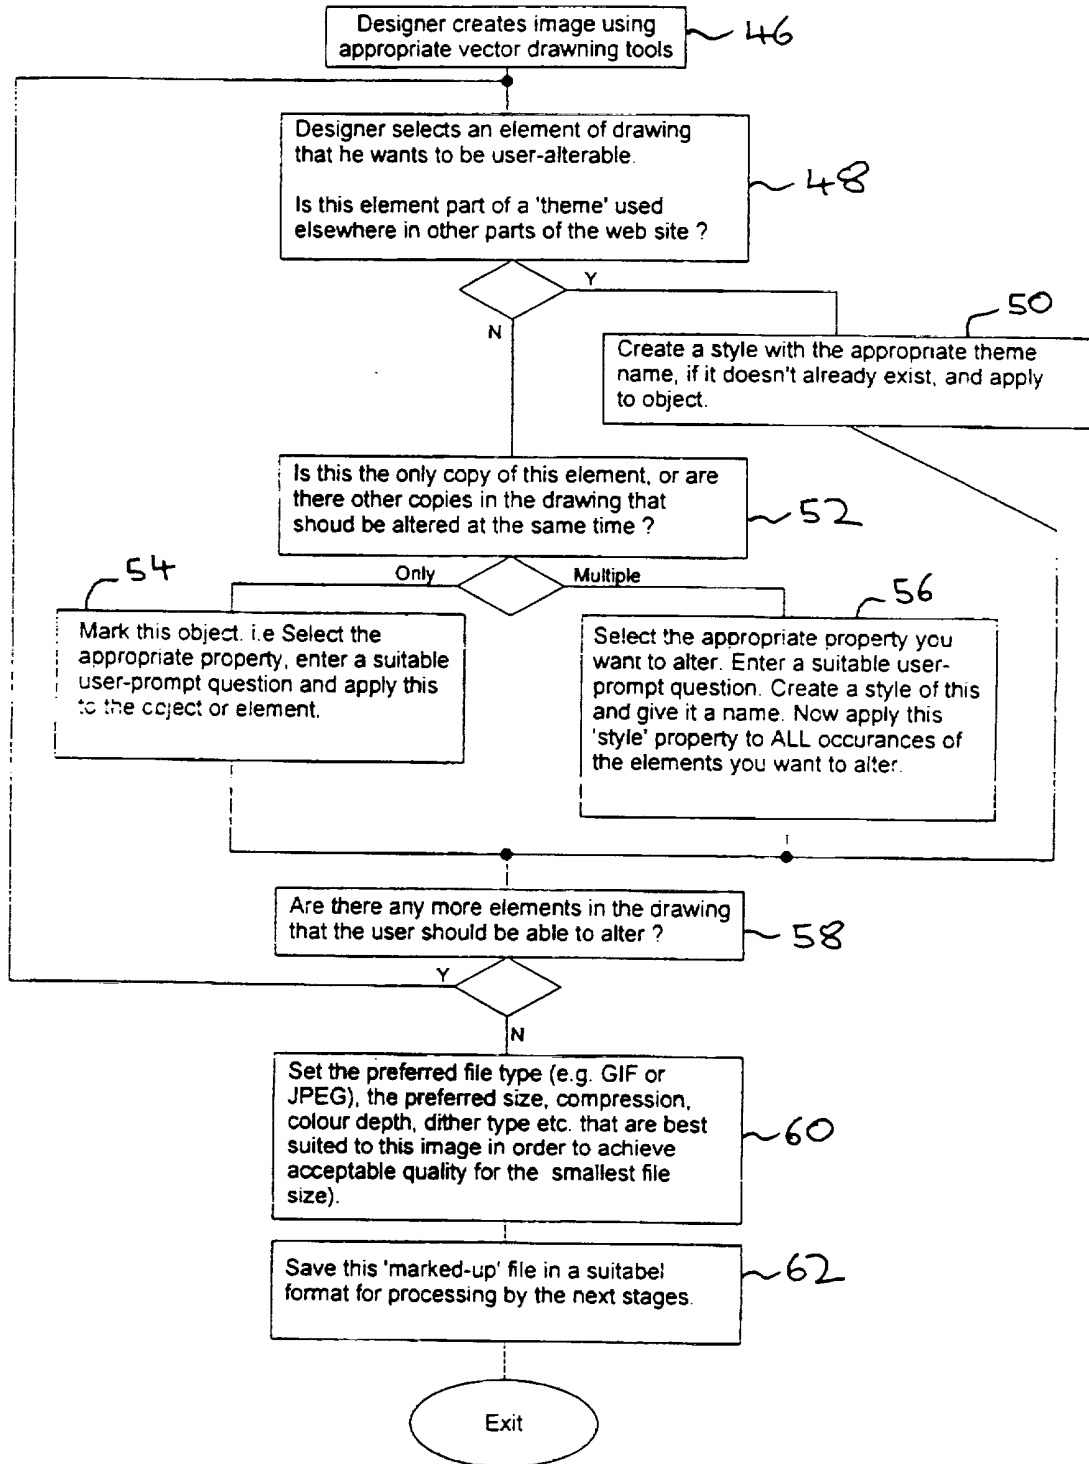 Designer creates image using
appropriate vector drawning tools
46
Designer selects an element of drawing
that he wants to be user-alterable.
Is this element part of a 'theme' used
elsewhere in other parts of the web site ?
48
Y
N
50
Create a style with the appropriate theme
name, if it doesn't already exist, and apply
to object.
Is this the only copy of this element, or are
there other copies in the drawing that
shoud be altered at the same time ?
52
Only
Multiple
54
Mark this object. i.e Select the
appropriate property, enter a suitable
user-prompt question and apply this
to the object or element.
56
Select the appropriate property you
want to alter. Enter a suitable user-
prompt question. Create a style of this
and give it a name. Now apply this
'style' property to ALL occurances of
the elements you want to alter.
Are there any more elements in the drawing
that the user should be able to alter ?
58
Y
N
Set the preferred file type (e.g. GIF or
JPEG), the preferred size, compression,
colour depth, dither type etc. that are best
suited to this image in order to achieve
acceptable quality for the smallest file
size).
60
Save this 'marked-up' file in a suitabel
format for processing by the next stages.
62
Exit